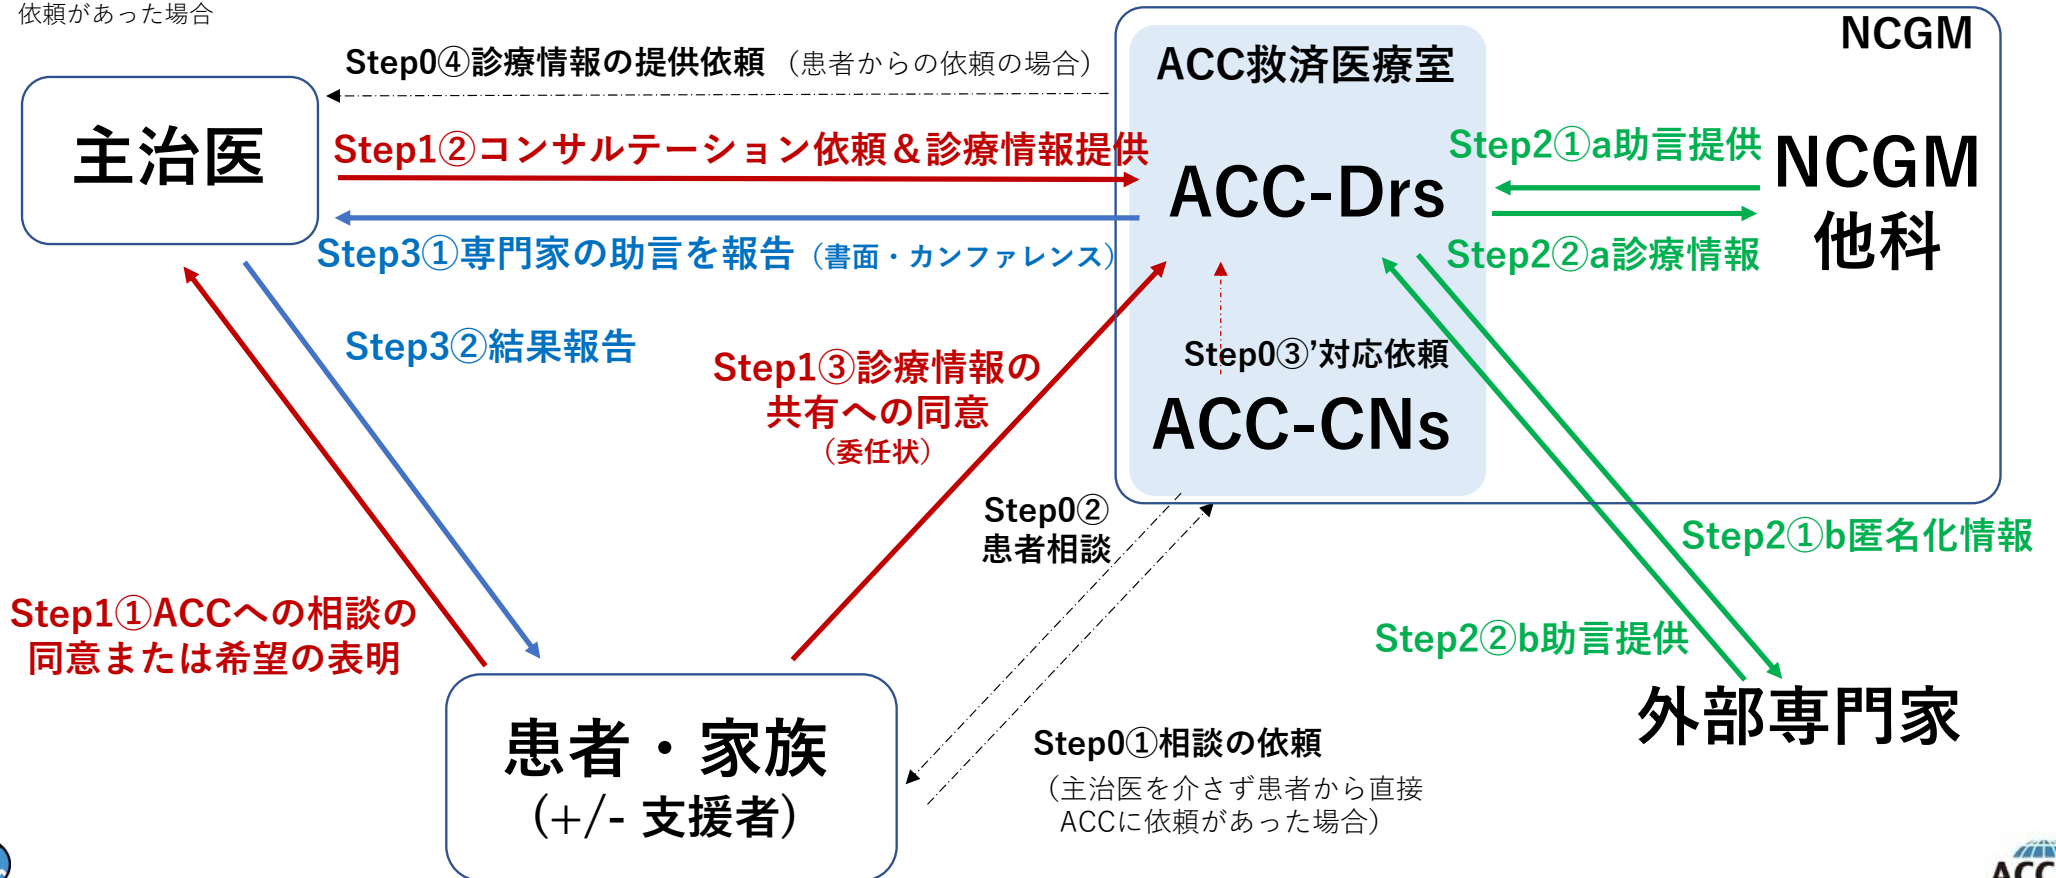 依頼があった場合
NCGM
Step0④診療情報の提供依頼（患者からの依頼の場合）
ACC救済医療室
主治医
Step1②コンサルテーション依頼＆診療情報提供
ACC-Drs
Step2①a助言提供
NCGM
他科
Step3①専門家の助言を報告（書面・カンファレンス）
Step2②a診療情報
Step3②結果報告
Step1③診療情報の
共有への同意
（委任状）
Step0③’対応依頼
ACC-CNs
Step0②
患者相談
Step2①b匿名化情報
Step1①ACCへの相談の
同意または希望の表明
Step2②b助言提供
外部専門家
患者・家族
(+/- 支援者)
Step0①相談の依頼
（主治医を介さず患者から直接
ACCに依頼があった場合）
ACC